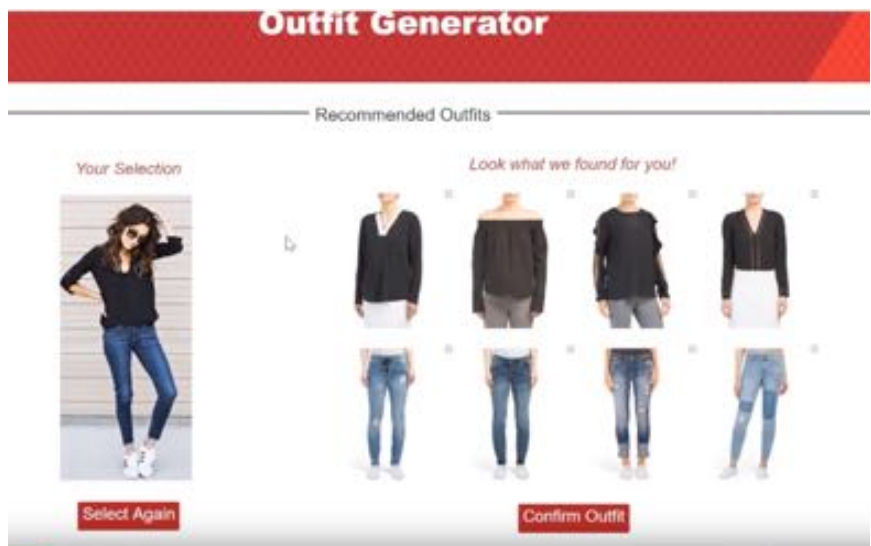 Outfit Generator
Recommended Outfits
Your Selection
Look what we found for you!
Select Again
Confirm Outfit